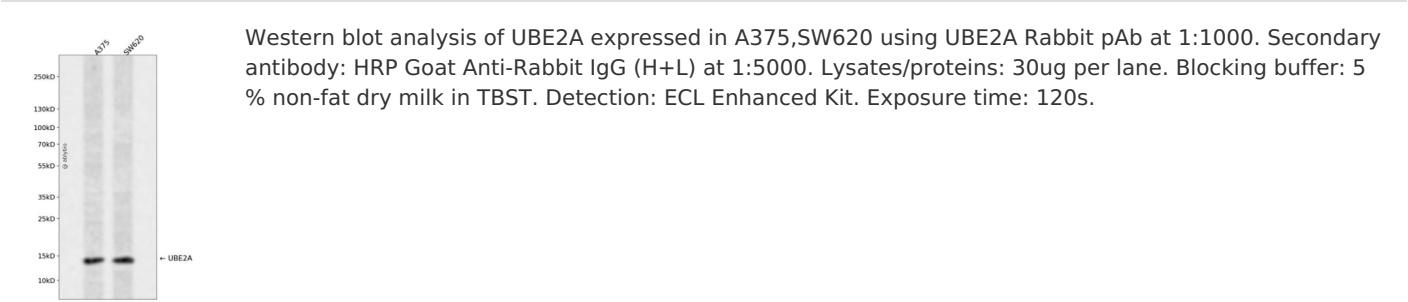 A375 SW620
Western blot analysis of UBE2A expressed in A375,SW620 using UBE2A Rabbit pAb at 1:1000. Secondary
antibody: HRP Goat Anti-Rabbit IgG (H+L) at 1:5000. Lysates/proteins: 30ug per lane. Blocking buffer: 5
% non-fat dry milk in TBST. Detection: ECL Enhanced Kit. Exposure time: 120s.
250kD
130kD
100kD
70kD
55kD
35kD
25kD
15kD
← UBE2A
10kD